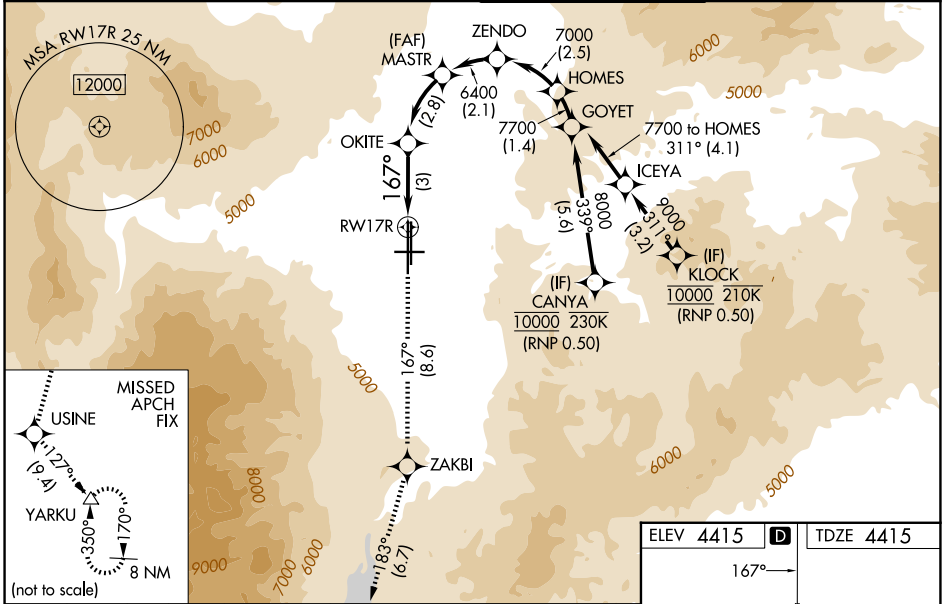 MSA RW17R 25 NM
12000
7000
6000
5000
(FAF)
MASTR
ZENDO
7000
(2.5)
HOMES
6400
(2.1)
(2.8)
GOYET
7700
(1.4)
7700 to HOMES
311° (4.1)
6000
5000
OKITE
167°
(3)
ICEYA
9000
311°
(3.2)
8000
339°
(5.6)
RW17R
(IF)
KLOCK
10000 210K
(RNP 0.50)
(IF)
CANYA
10000 230K
(RNP 0.50)
167°
(8.6)
5000
ZAKBI
183°
(6.7)
8000
9000
7000
6000
6000
5000
MISSED
APCH
FIX
USINE
127°
(9.4)
YARKU
350°
170°
8 NM
(not to scale)
ELEV 4415
D
TDZE 4415
167°